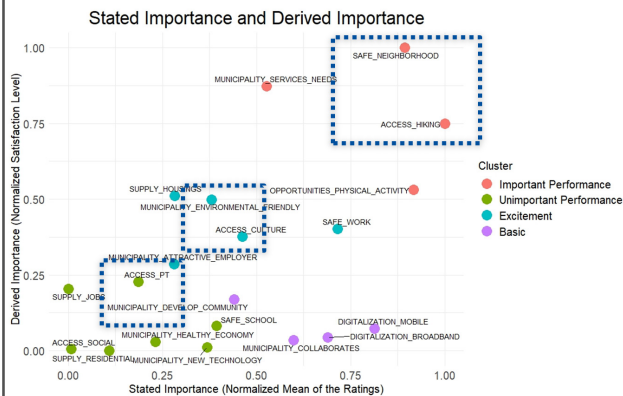 Stated Importance and Derived Importance
Derived Importance (Normalized Satisfaction Level)
1.00
0.75
0.50
0.25
0.00
SAFE_NEIGHBORHOOD
MUNICIPALITY_SERVICES_NEEDS
ACCESS_HIKING
SUPPLY_HOUSINGS
OPPORTUNITIES_PHYSICAL_ACTIVITY
MUNICIPALITY_ENVIRONMENTAL_FRIENDLY
SAFE_WORK
ACCESS_CULTURE
MUNICIPALITY_ATTRACTIVE_EMPLOYER
ACCESS_PT
SUPPLY_JOBS
MUNICIPALITY_DEVELOP_COMMUNITY
SAFE_SCHOOL
DIGITALIZATION_MOBILE
MUNICIPALITY_HEALTHY_ECONOMY
DIGITALIZATION_BROADBAND
ACCESS_SOCIAL
MUNICIPALITY_COLLABORATES
SUPPLY_RESIDENTIAL
MUNICIPALITY_NEW_TECHNOLOGY
0.00
0.25
0.50
0.75
1.00
Stated Importance (Normalized Mean of the Ratings)
Cluster
Important Performance
Unimportant Performance
Excitement
Basic